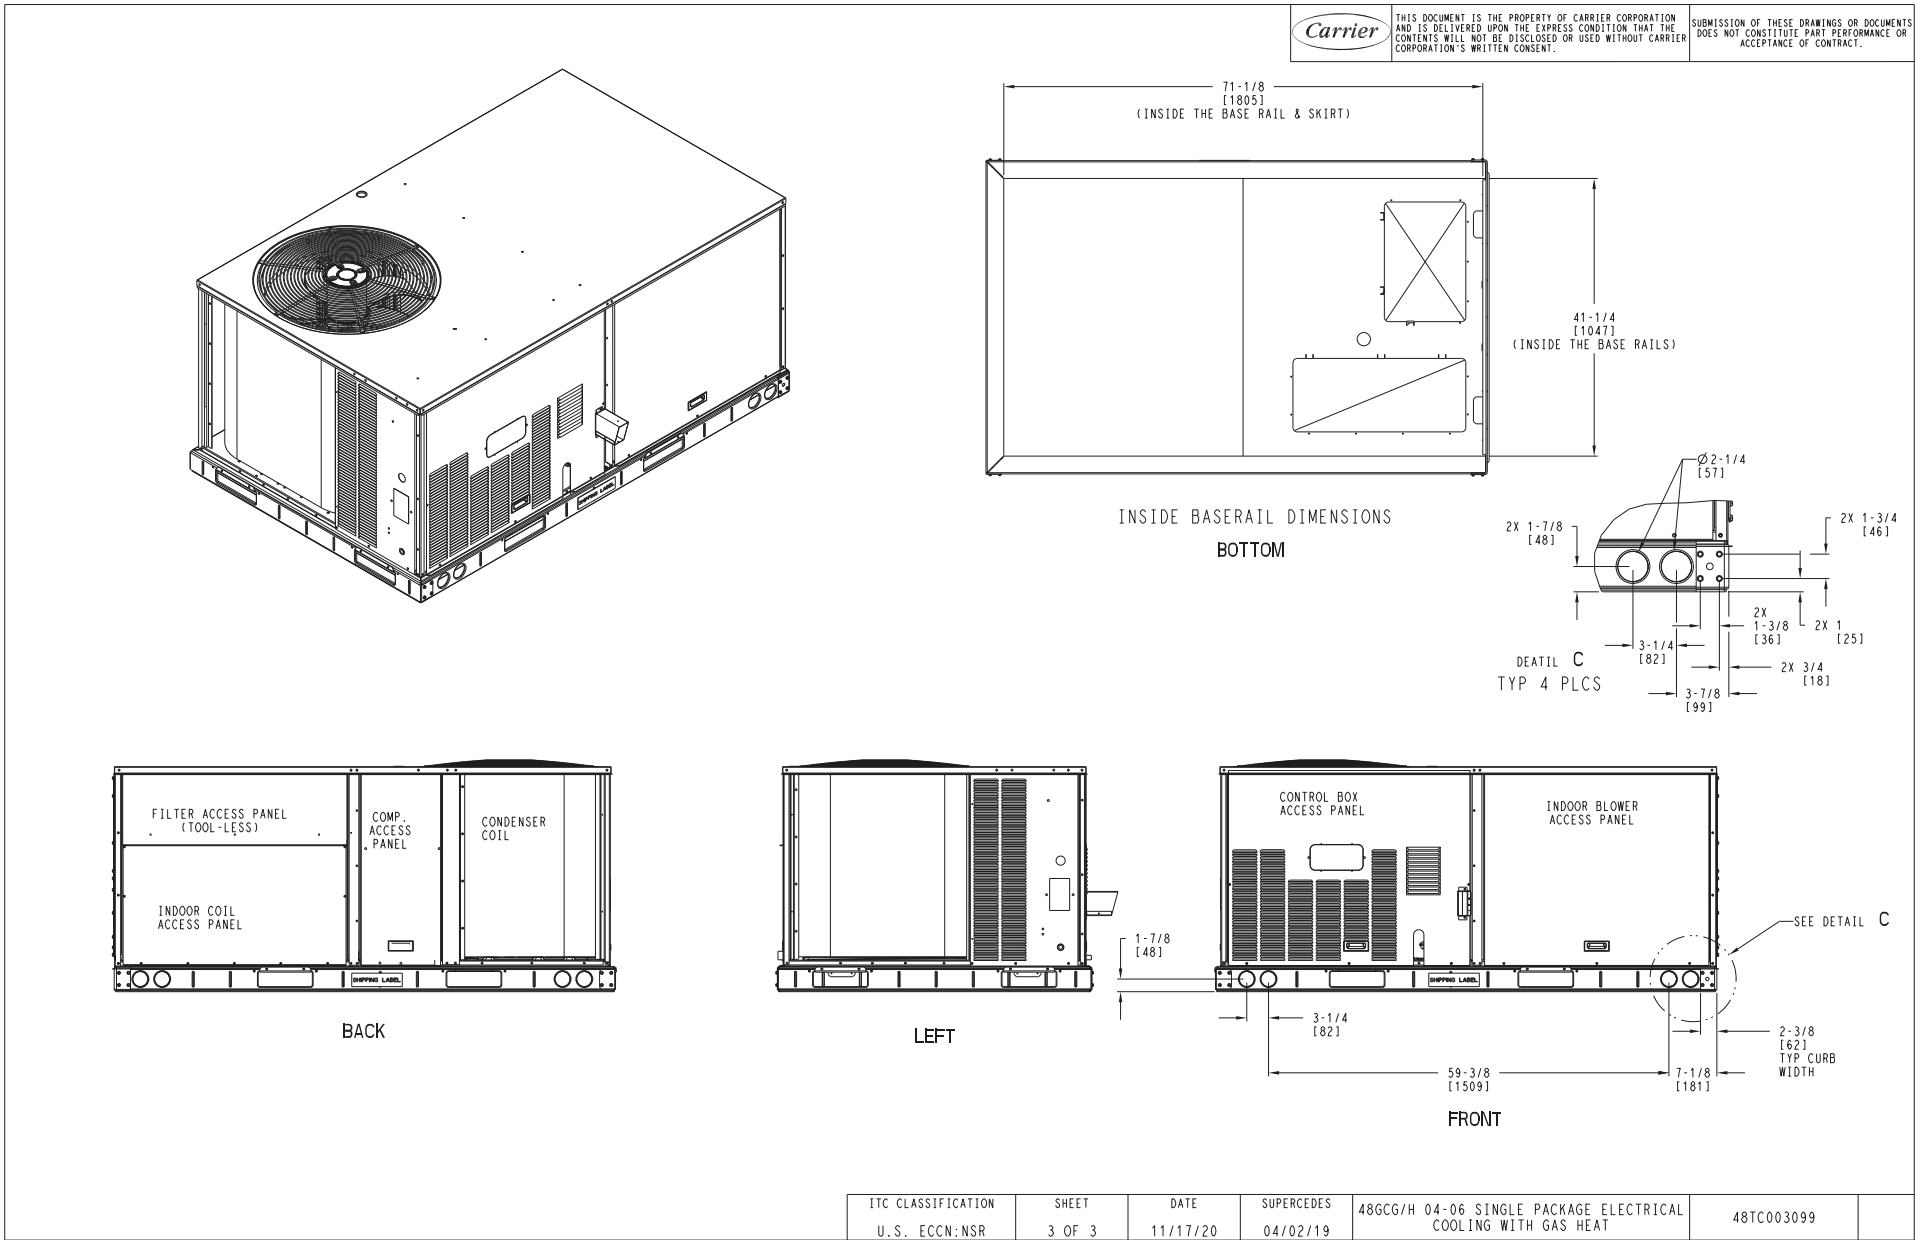 Carrier
THIS DOCUMENT IS THE PROPERTY OF CARRIER CORPORATION
AND IS DELIVERED UPON THE EXPRESS CONDITION THAT THE
CONTENTS WILL NOT BE DISCLOSED OR USED WITHOUT CARRIER
CORPORATION'S WRITTEN CONSENT.
SUBMISSION OF THESE DRAWINGS OR DOCUMENTS
DOES NOT CONSTITUTE PART PERFORMANCE OR
ACCEPTANCE OF CONTRACT.
71-1/8
[1805]
(INSIDE THE BASE RAIL & SKIRT)
41-1/4
[1047]
(INSIDE THE BASE RAILS)
INSIDE BASERAIL DIMENSIONS
BOTTOM
SHIPPING LABEL
Ø2-1/4
[57]
2X 1-7/8
[48]
2X 1-3/4
[46]
2X
1-3/8
[36]
2X 1
[25]
3-1/4
[82]
2X 3/4
[18]
3-7/8
[99]
DEATIL C
TYP 4 PLCS
FILTER ACCESS PANEL
(TOOL-LESS)
COMP.
ACCESS
PANEL
CONDENSER
COIL
INDOOR COIL
ACCESS PANEL
SHIPPING LABEL
BACK
LEFT
1-7/8
[48]
CONTROL BOX
ACCESS PANEL
INDOOR BLOWER
ACCESS PANEL
SEE DETAIL C
SHIPPING LABEL
3-1/4
[82]
59-3/8
[1509]
7-1/8
[181]
2-3/8
[62]
TYP CURB
WIDTH
FRONT
ITC CLASSIFICATION
U.S. ECCN:NSR
SHEET
3 OF 3
DATE
11/17/20
SUPERCEDES
04/02/19
48GCG/H 04-06 SINGLE PACKAGE ELECTRICAL
COOLING WITH GAS HEAT
48TC003099